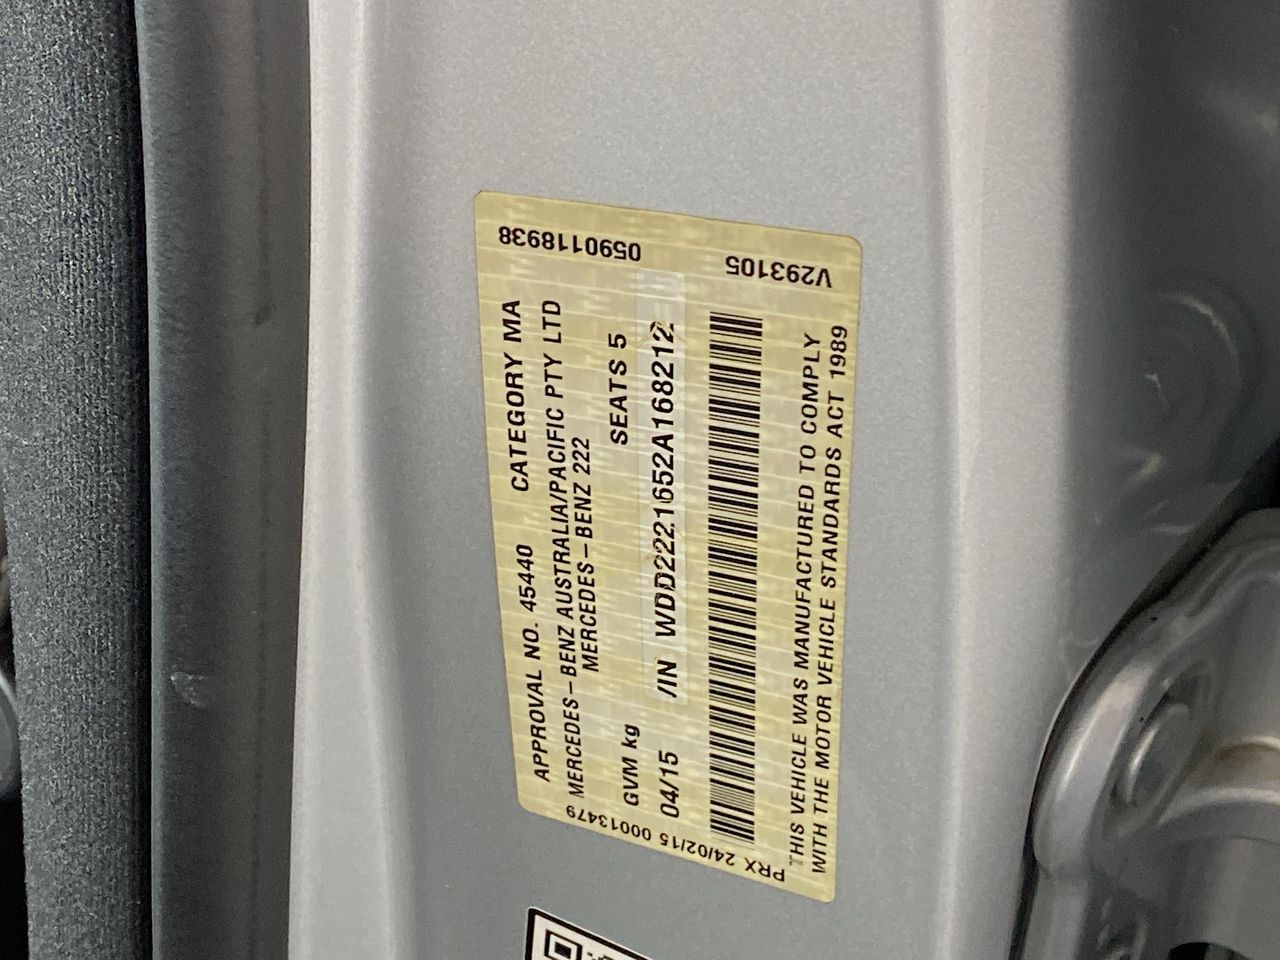 APPROVAL NO. 45440 CATEGORY MA
MERCEDES-BENZ AUSTRALIA/PACIFIC PTY LTD
MERCEDES-BENZ 222
GVM kg SEATS 5
04/15 /IN WDD2221652A168212
THIS VEHICLE WAS MANUFACTURED TO COMPLY
WITH THE MOTOR VEHICLE STANDARDS ACT 1989
0590118938
V293105
PRX 24/02/15 00013479